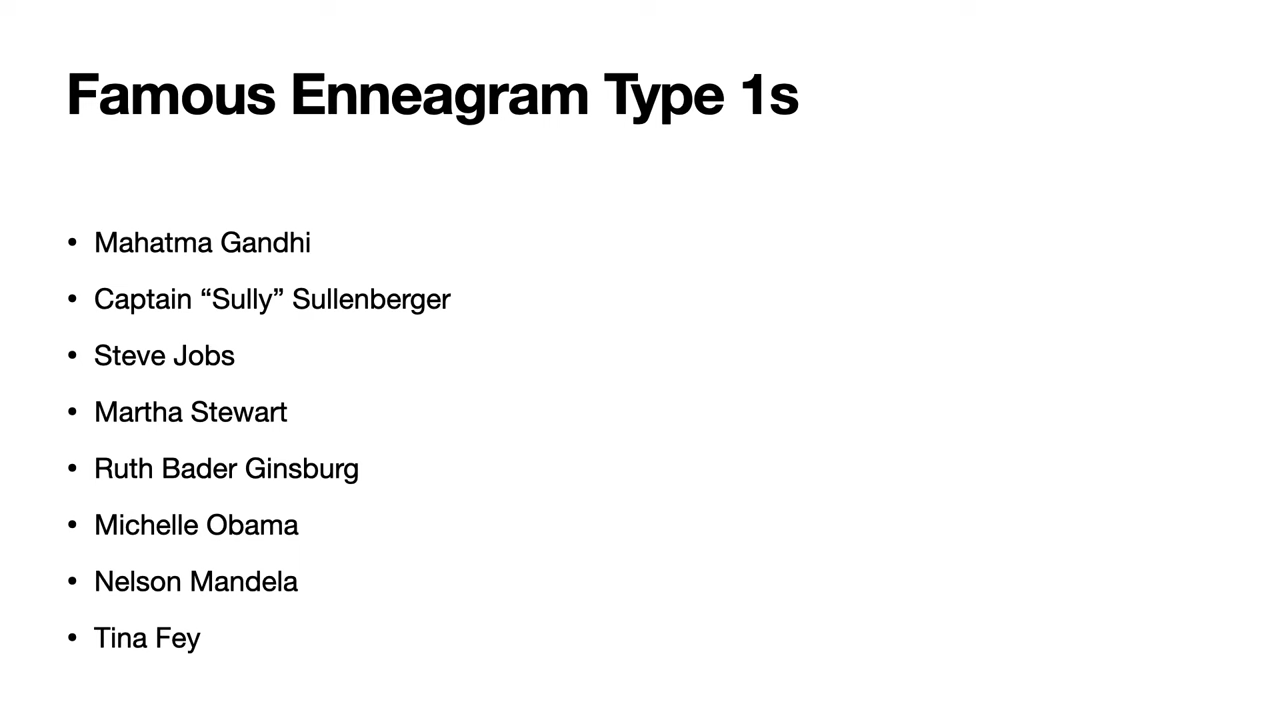 Famous Enneagram Type 1s
• Mahatma Gandhi
• Captain “Sully” Sullenberger
• Steve Jobs
• Martha Stewart
• Ruth Bader Ginsburg
• Michelle Obama
• Nelson Mandela
• Tina Fey